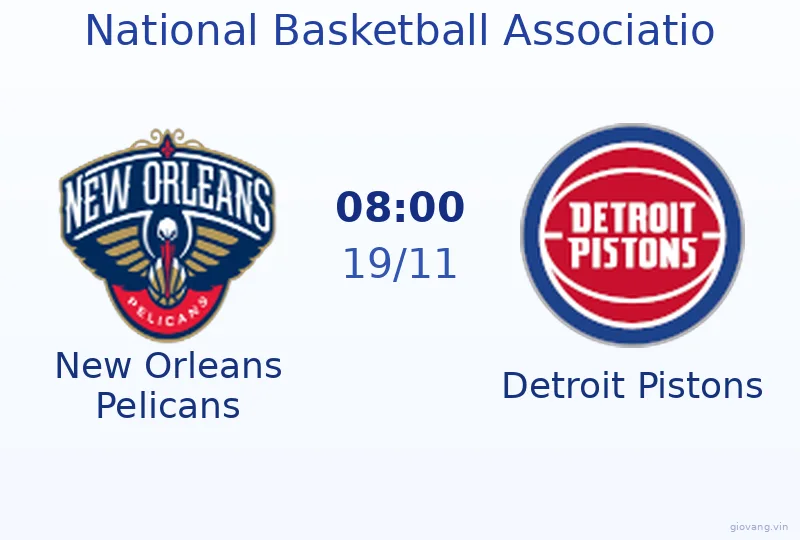 National Basketball Associatio
NEW ORLEANS
PELICANS
08:00
19/11
DETROIT
PISTONS
New Orleans
Pelicans
Detroit Pistons
giovang.vin